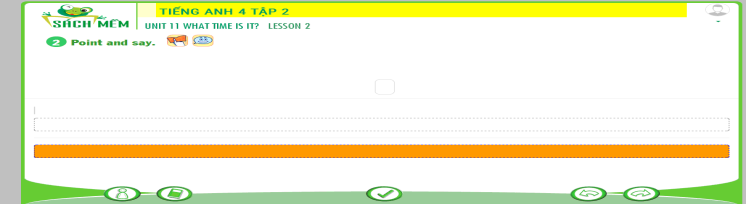 TIẾNG ANH 4 TẬP 2
SÁCH MỀM
UNIT 11 WHAT TIME IS IT? LESSON 2
2 Point and say.